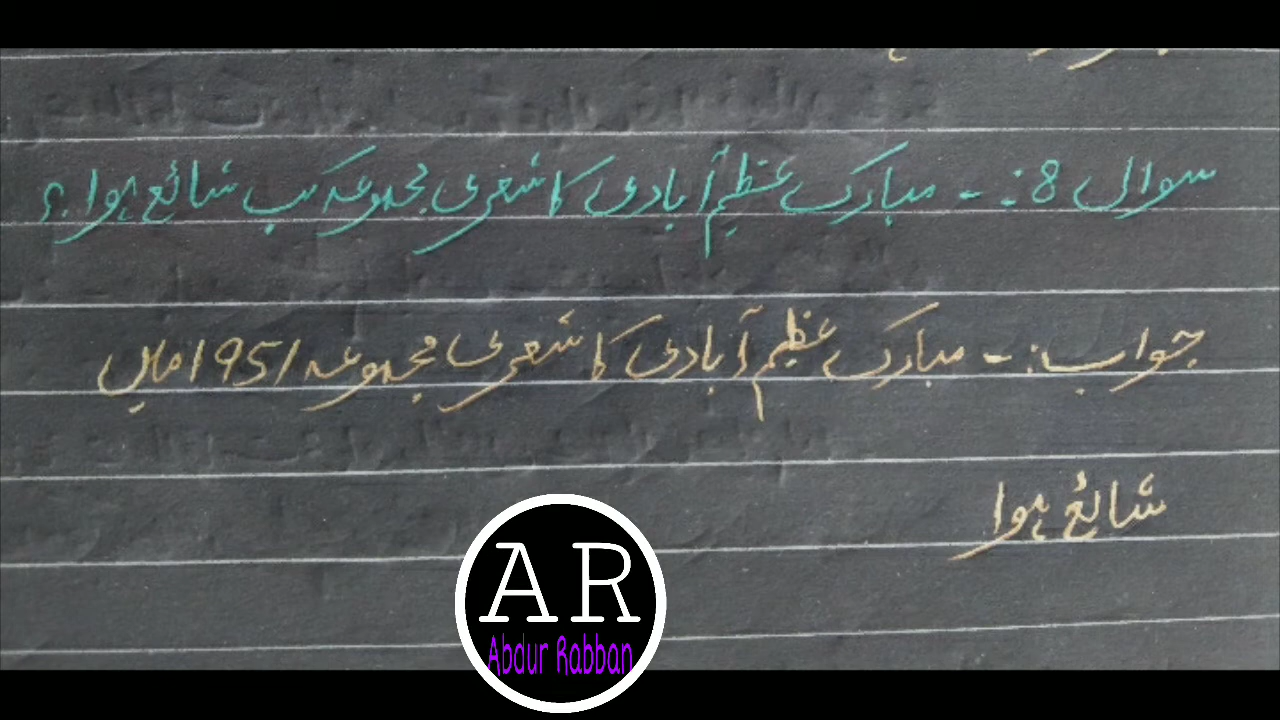 سوال 8:- مبارک عظیم آبادی کا شعری مجموعہ کب شائع ہوا ؟
جواب:- مبارک عظیم آبادی کا شعری مجموعہ 1951 میں
شائع ہوا
AR
Abdur Rabban